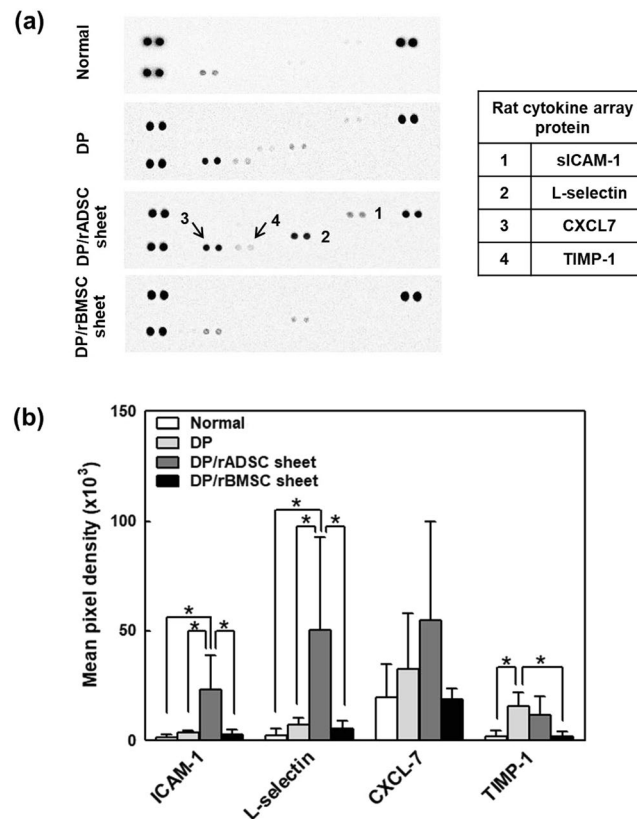 (a)
Normal
DP
DP/rADSC
sheet
DP/rBMSC
sheet
3
4
1
2
Rat cytokine array
protein
1 sICAM-1
2 L-selectin
3 CXCL7
4 TIMP-1
(b)
Mean pixel density (x10³)
150
100
50
0
Normal
DP
DP/rADSC sheet
DP/rBMSC sheet
*
*
*
*
*
*
*
*
ICAM-1
L-selectin
CXCL-7
TIMP-1